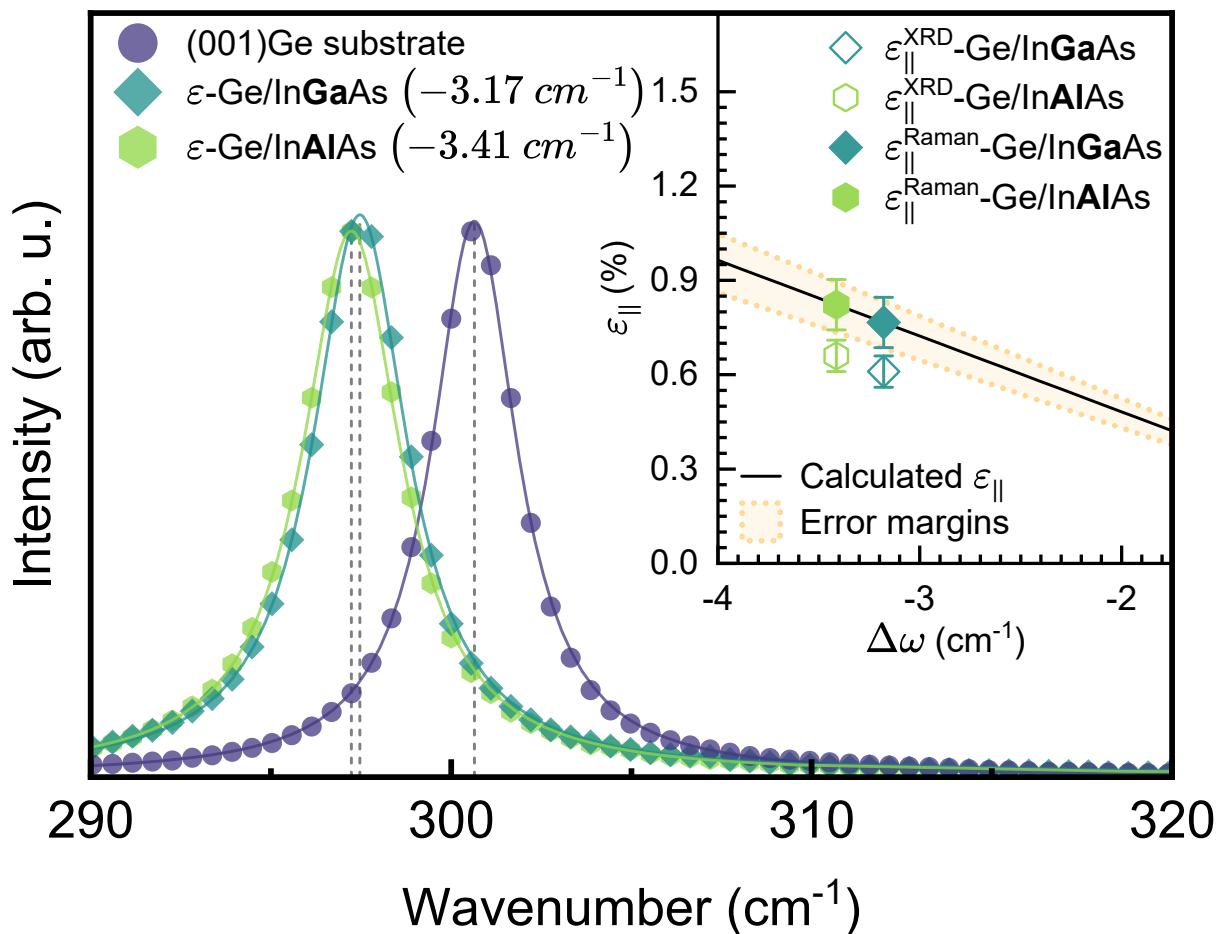 (001)Ge substrate
ε-Ge/InGaAs (−3.17 cm⁻¹)
ε-Ge/InAlAs (−3.41 cm⁻¹)
Intensity (arb. u.)
290
300
310
320
Wavenumber (cm⁻¹)
ε∥^XRD-Ge/InGaAs
ε∥^XRD-Ge/InAlAs
ε∥^Raman-Ge/InGaAs
ε∥^Raman-Ge/InAlAs
1.5
1.2
0.9
0.6
0.3
0.0
ε∥ (%)
Calculated ε∥
Error margins
-4
-3
-2
Δω (cm⁻¹)